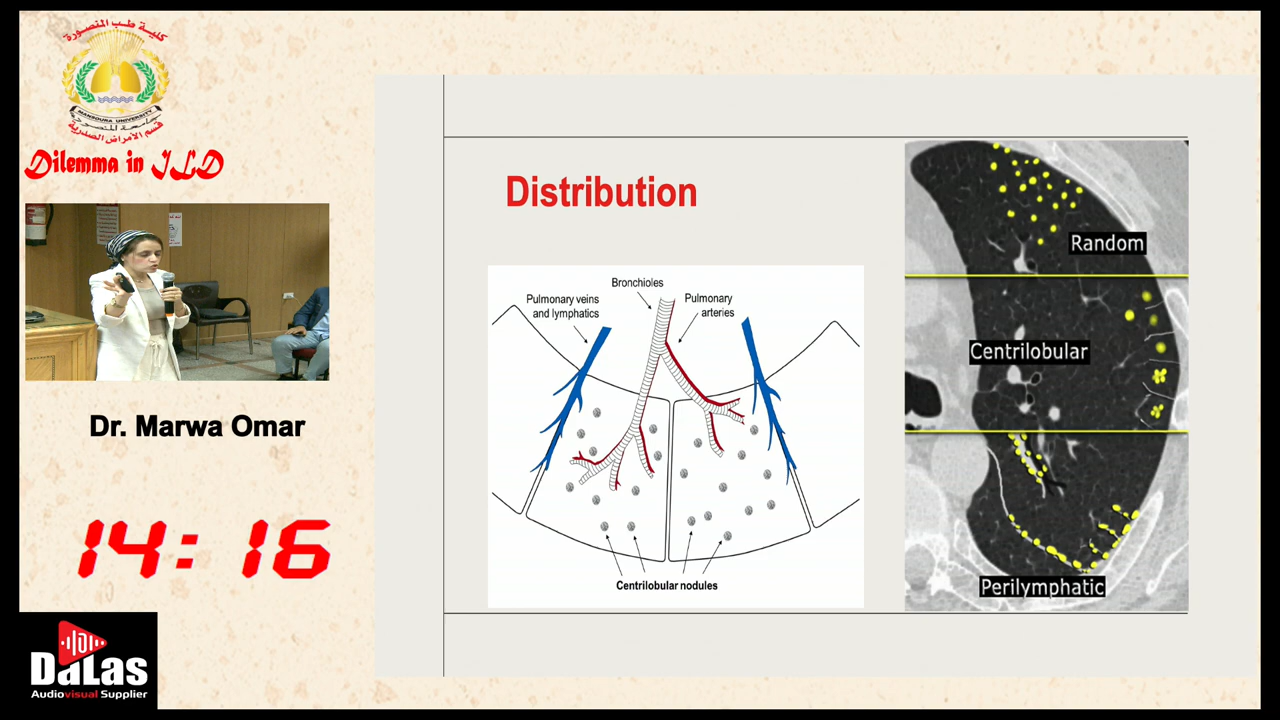 كلية طب المنصورة
MANSOURA UNIVERSITY
جامعة المنصورة
قسم الأمراض الصدرية
Dilemma in ILD
Dr. Marwa Omar
14:16
DaLas
Audiovisual Supplier
Distribution
Bronchioles
Pulmonary veins
and lymphatics
Pulmonary
arteries
Centrilobular nodules
Random
Centrilobular
Perilymphatic